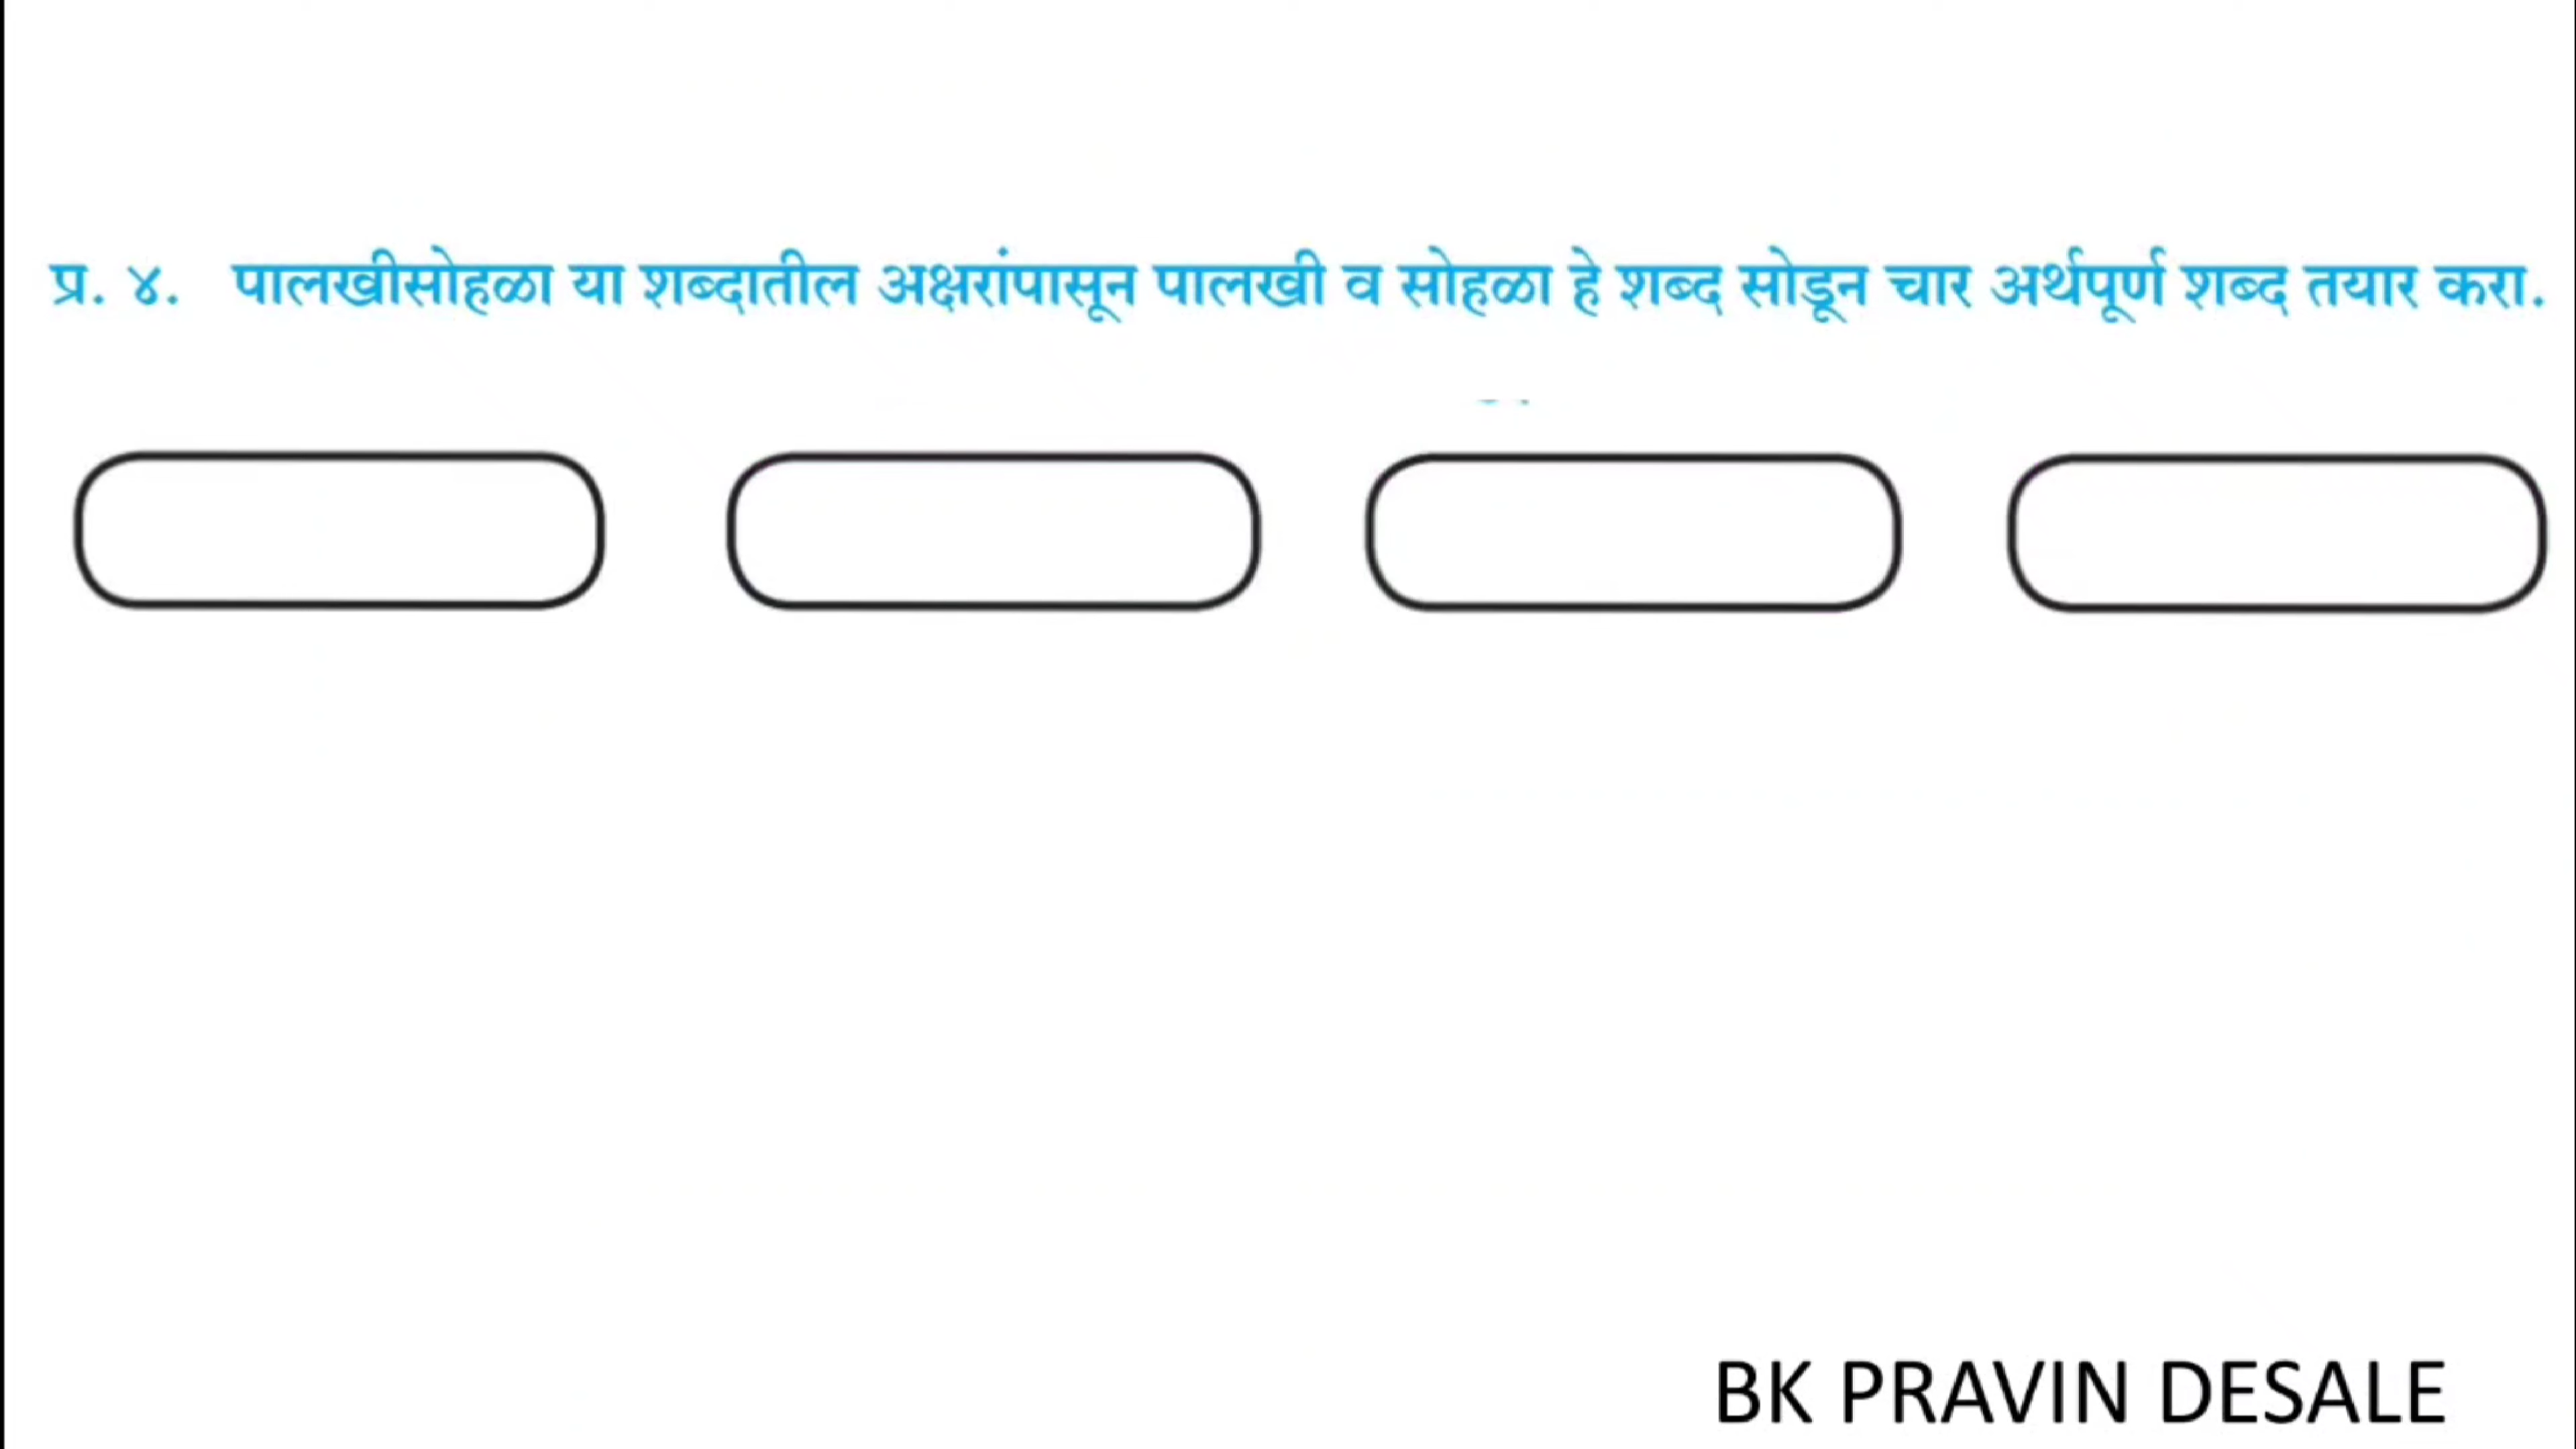 प्र. ४. पालखीसोहळा या शब्दातील अक्षरांपासून पालखी व सोहळा हे शब्द सोडून चार अर्थपूर्ण शब्द तयार करा.
BK PRAVIN DESALE